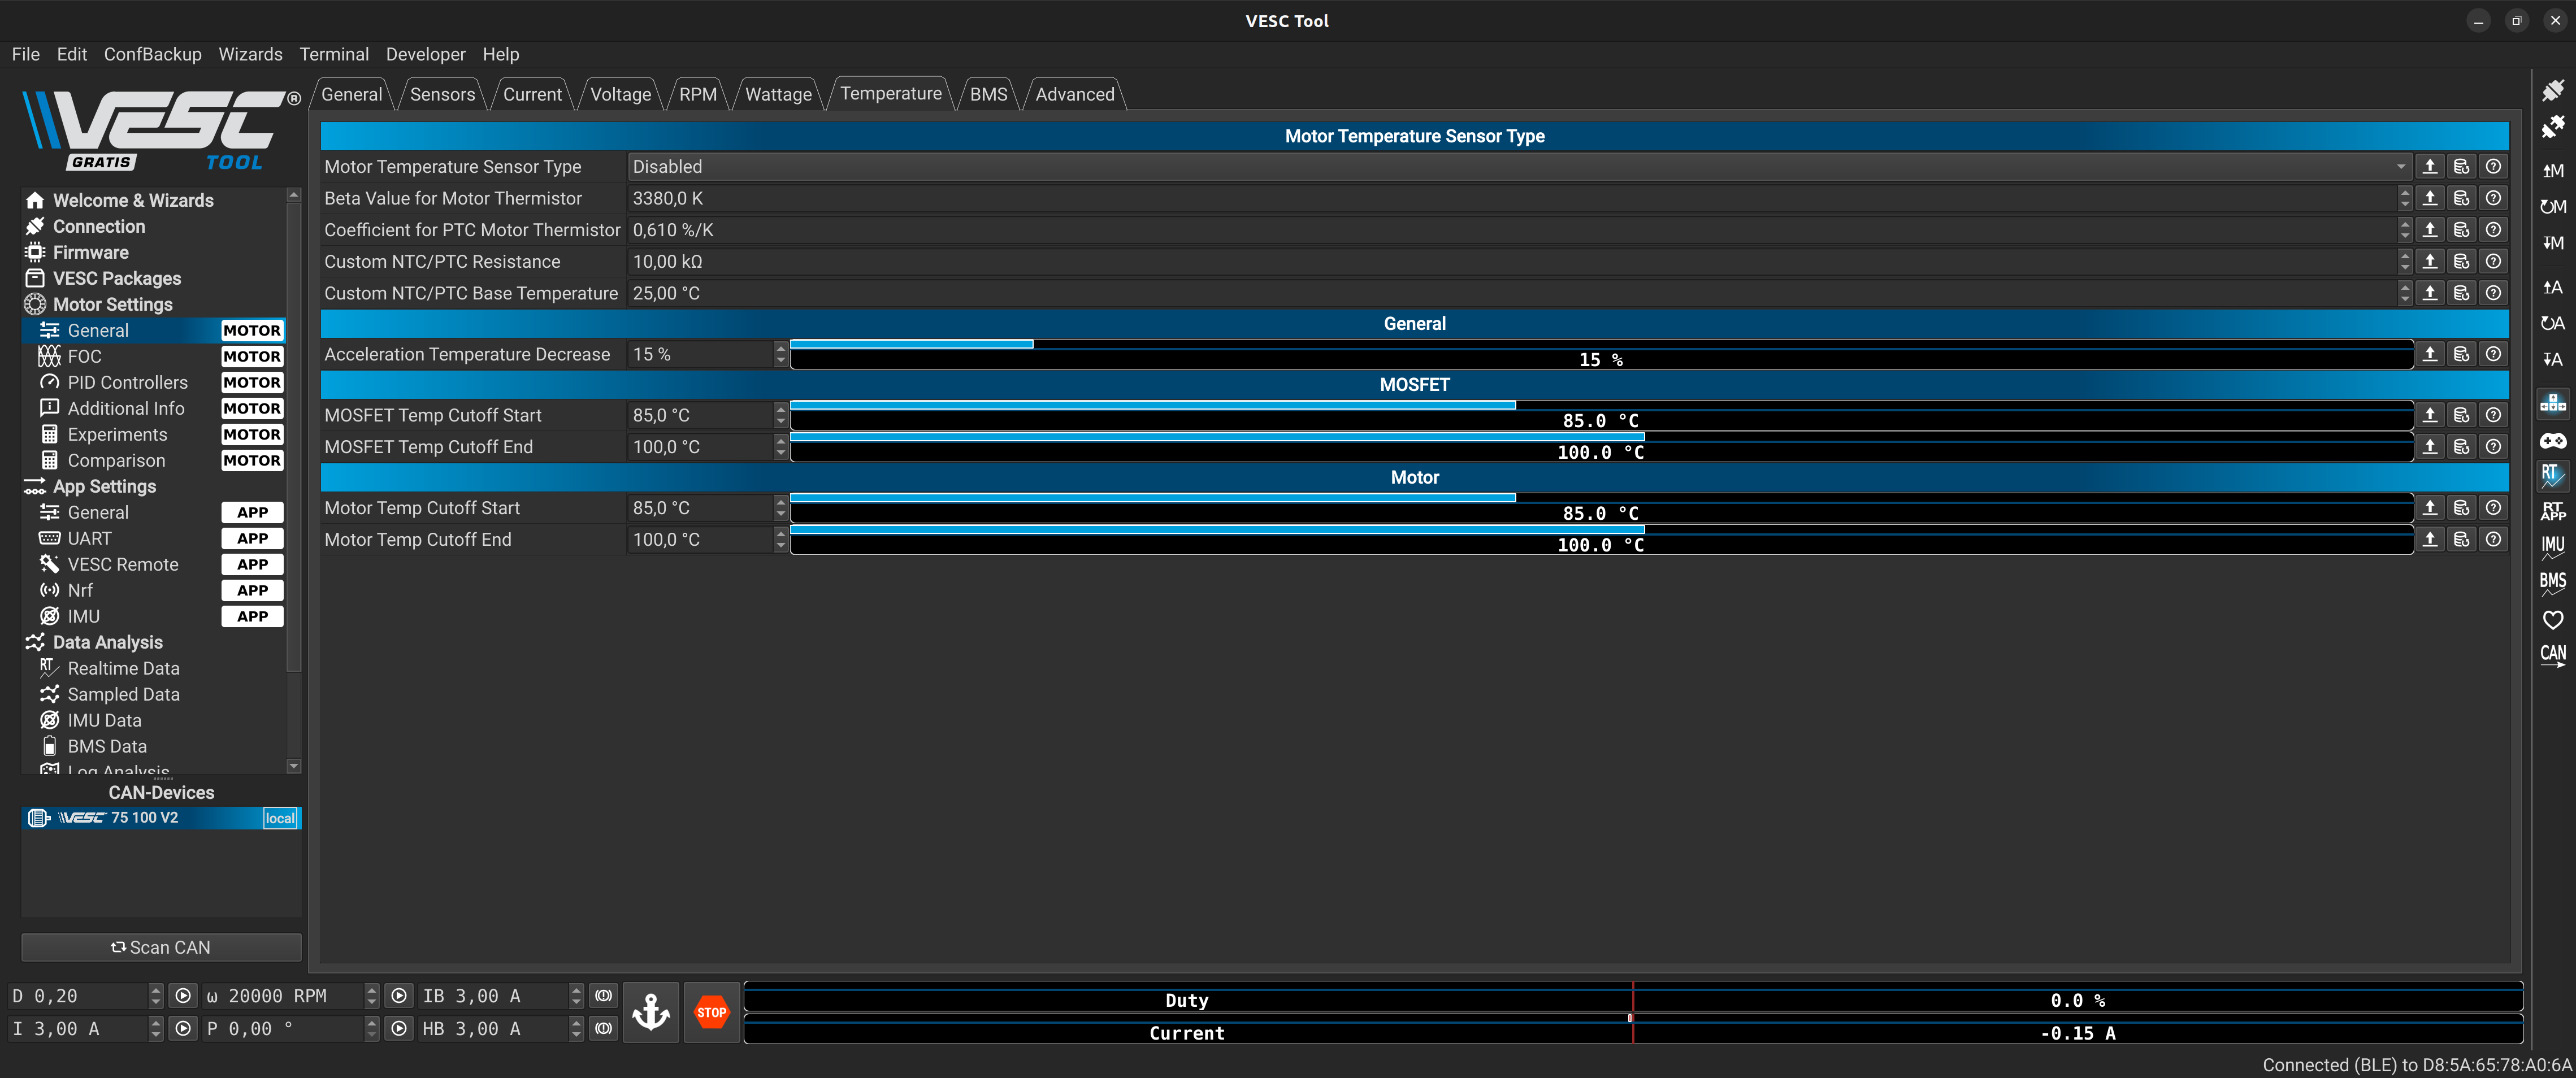 VESC Tool
File Edit ConfBackup Wizards Terminal Developer Help
VESC®
GRATIS TOOL
General Sensors Current Voltage RPM Wattage Temperature BMS Advanced
Welcome & Wizards
Connection
Firmware
VESC Packages
Motor Settings
General MOTOR
FOC MOTOR
PID Controllers MOTOR
Additional Info MOTOR
Experiments MOTOR
Comparison MOTOR
App Settings
General APP
UART APP
VESC Remote APP
Nrf APP
IMU APP
Data Analysis
RT Realtime Data
Sampled Data
IMU Data
BMS Data
Log Analysis
CAN-Devices
VESC 75 100 V2 local
Scan CAN
Motor Temperature Sensor Type
Motor Temperature Sensor Type Disabled
Beta Value for Motor Thermistor 3380,0 K
Coefficient for PTC Motor Thermistor 0,610 %/K
Custom NTC/PTC Resistance 10,00 kΩ
Custom NTC/PTC Base Temperature 25,00 °C
General
Acceleration Temperature Decrease 15 % 15 %
MOSFET
MOSFET Temp Cutoff Start 85,0 °C 85.0 °C
MOSFET Temp Cutoff End 100,0 °C 100.0 °C
Motor
Motor Temp Cutoff Start 85,0 °C 85.0 °C
Motor Temp Cutoff End 100,0 °C 100.0 °C
M
M
M
A
A
A
RT
RT
APP
IMU
BMS
CAN
D 0,20 ω 20000 RPM IB 3,00 A
I 3,00 A P 0,00 ° HB 3,00 A
STOP
Duty 0.0 %
Current -0.15 A
Connected (BLE) to D8:5A:65:78:A0:6A